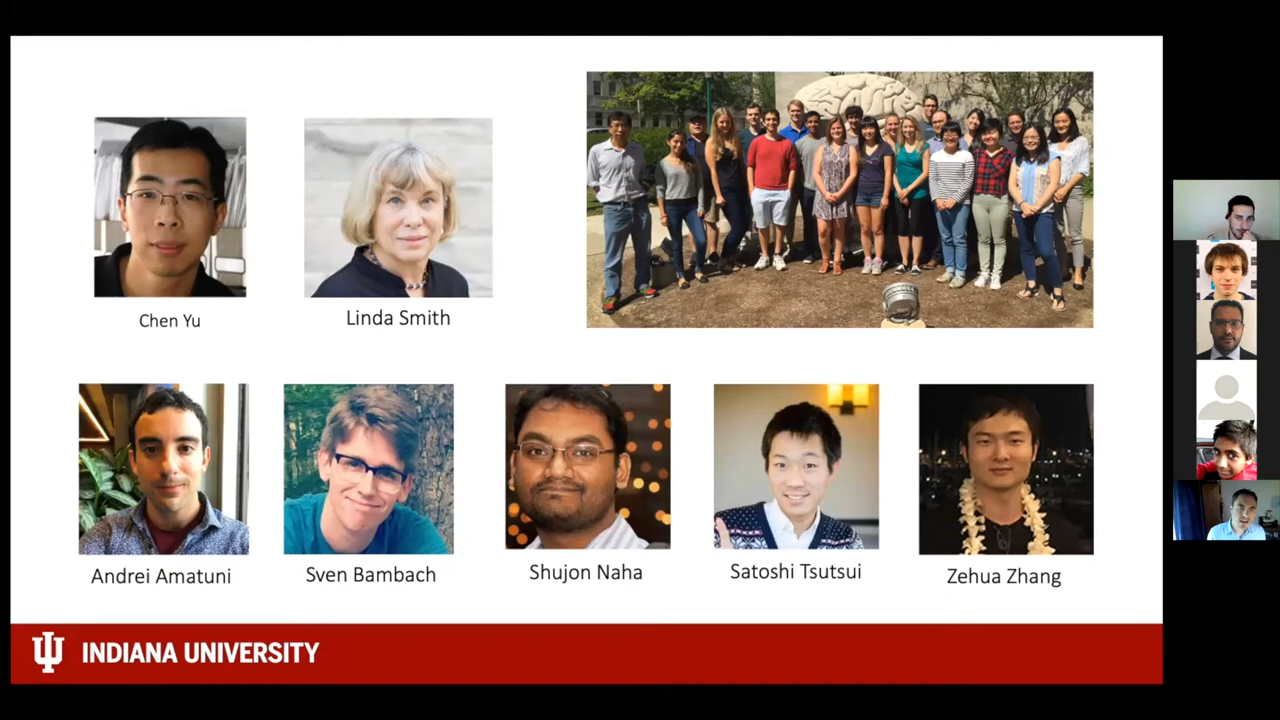 Chen Yu
Linda Smith
Andrei Amatuni
Sven Bambach
Shujon Naha
Satoshi Tsutsui
Zehua Zhang
INDIANA UNIVERSITY